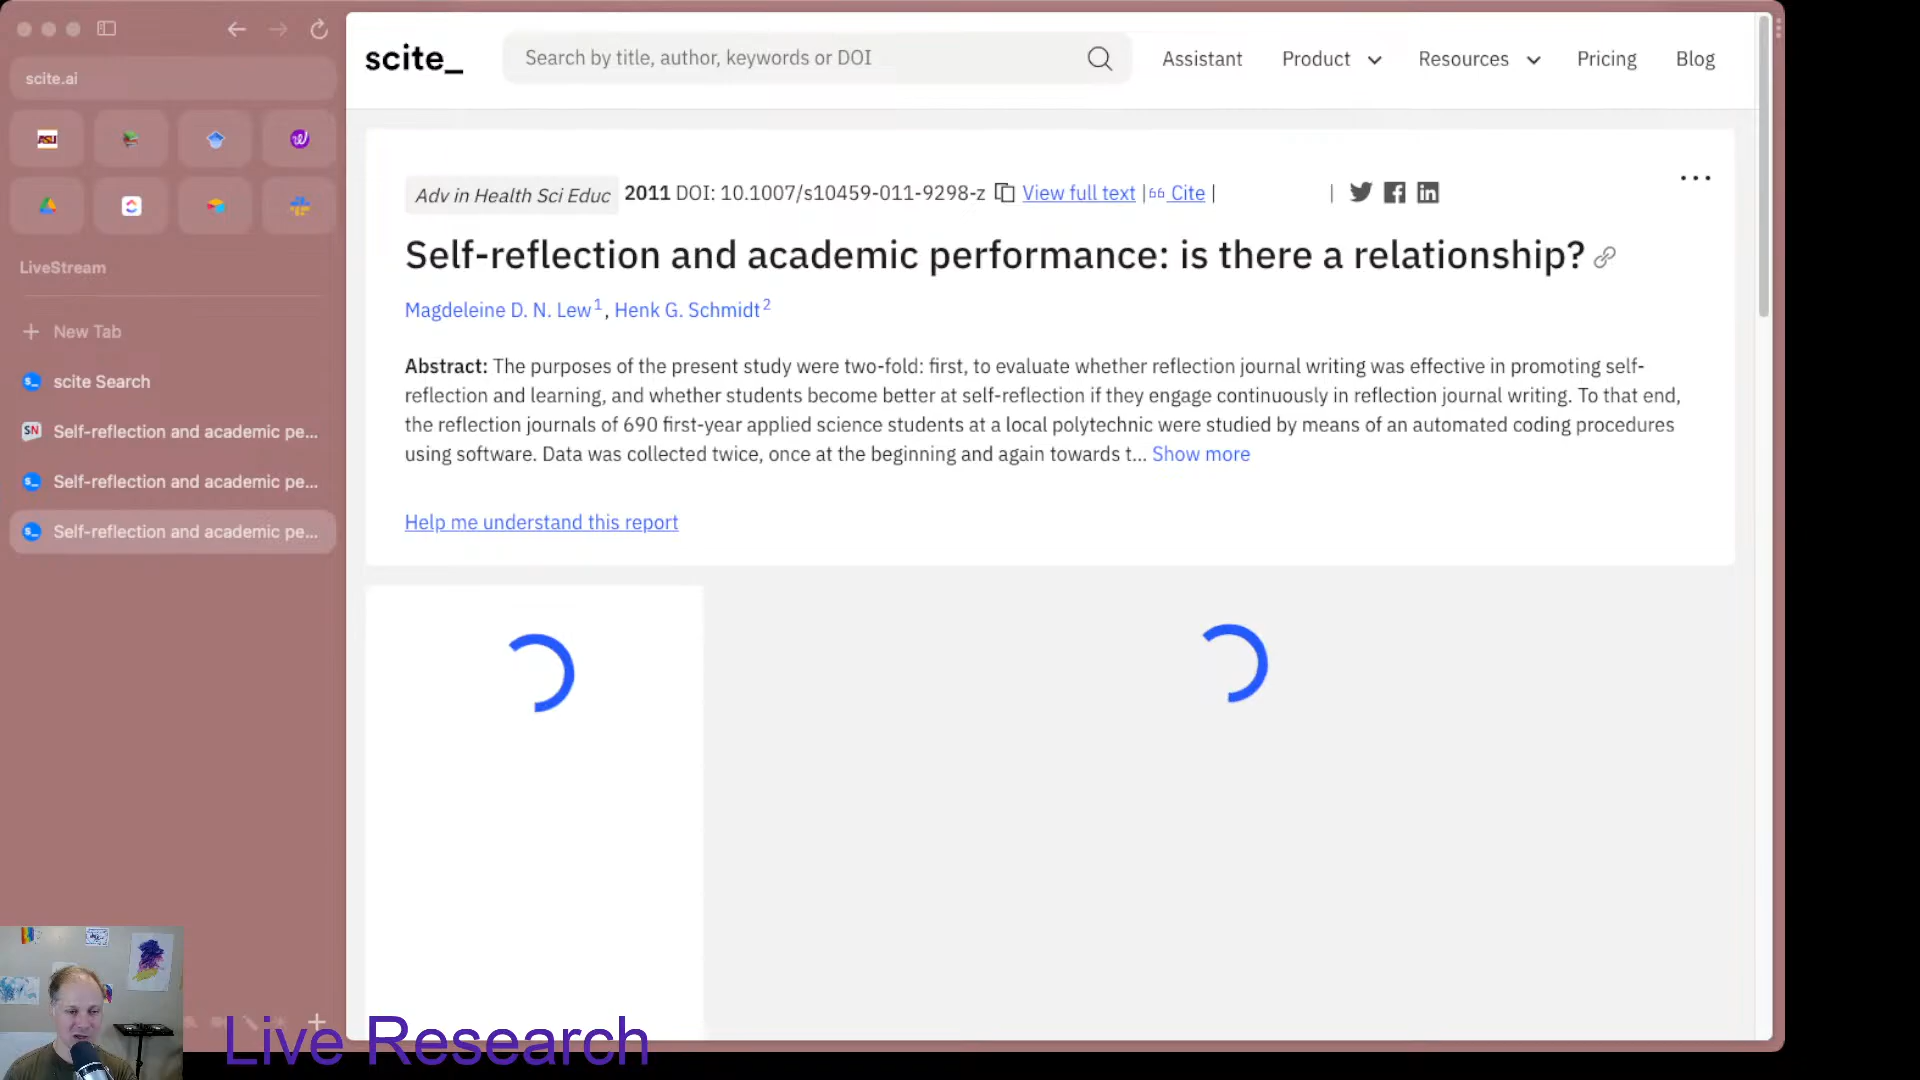 scite.ai
LiveStream
New Tab
scite Search
Self-reflection and academic pe...
Self-reflection and academic pe...
Self-reflection and academic pe...
scite_
Search by title, author, keywords or DOI
Assistant
Product
Resources
Pricing
Blog
Adv in Health Sci Educ 2011 DOI: 10.1007/s10459-011-9298-z View full text | Cite | |
Self-reflection and academic performance: is there a relationship?
Magdeleine D. N. Lew 1, Henk G. Schmidt 2
Abstract: The purposes of the present study were two-fold: first, to evaluate whether reflection journal writing was effective in promoting self-
reflection and learning, and whether students become better at self-reflection if they engage continuously in reflection journal writing. To that end,
the reflection journals of 690 first-year applied science students at a local polytechnic were studied by means of an automated coding procedures
using software. Data was collected twice, once at the beginning and again towards t... Show more
Help me understand this report
Live Research